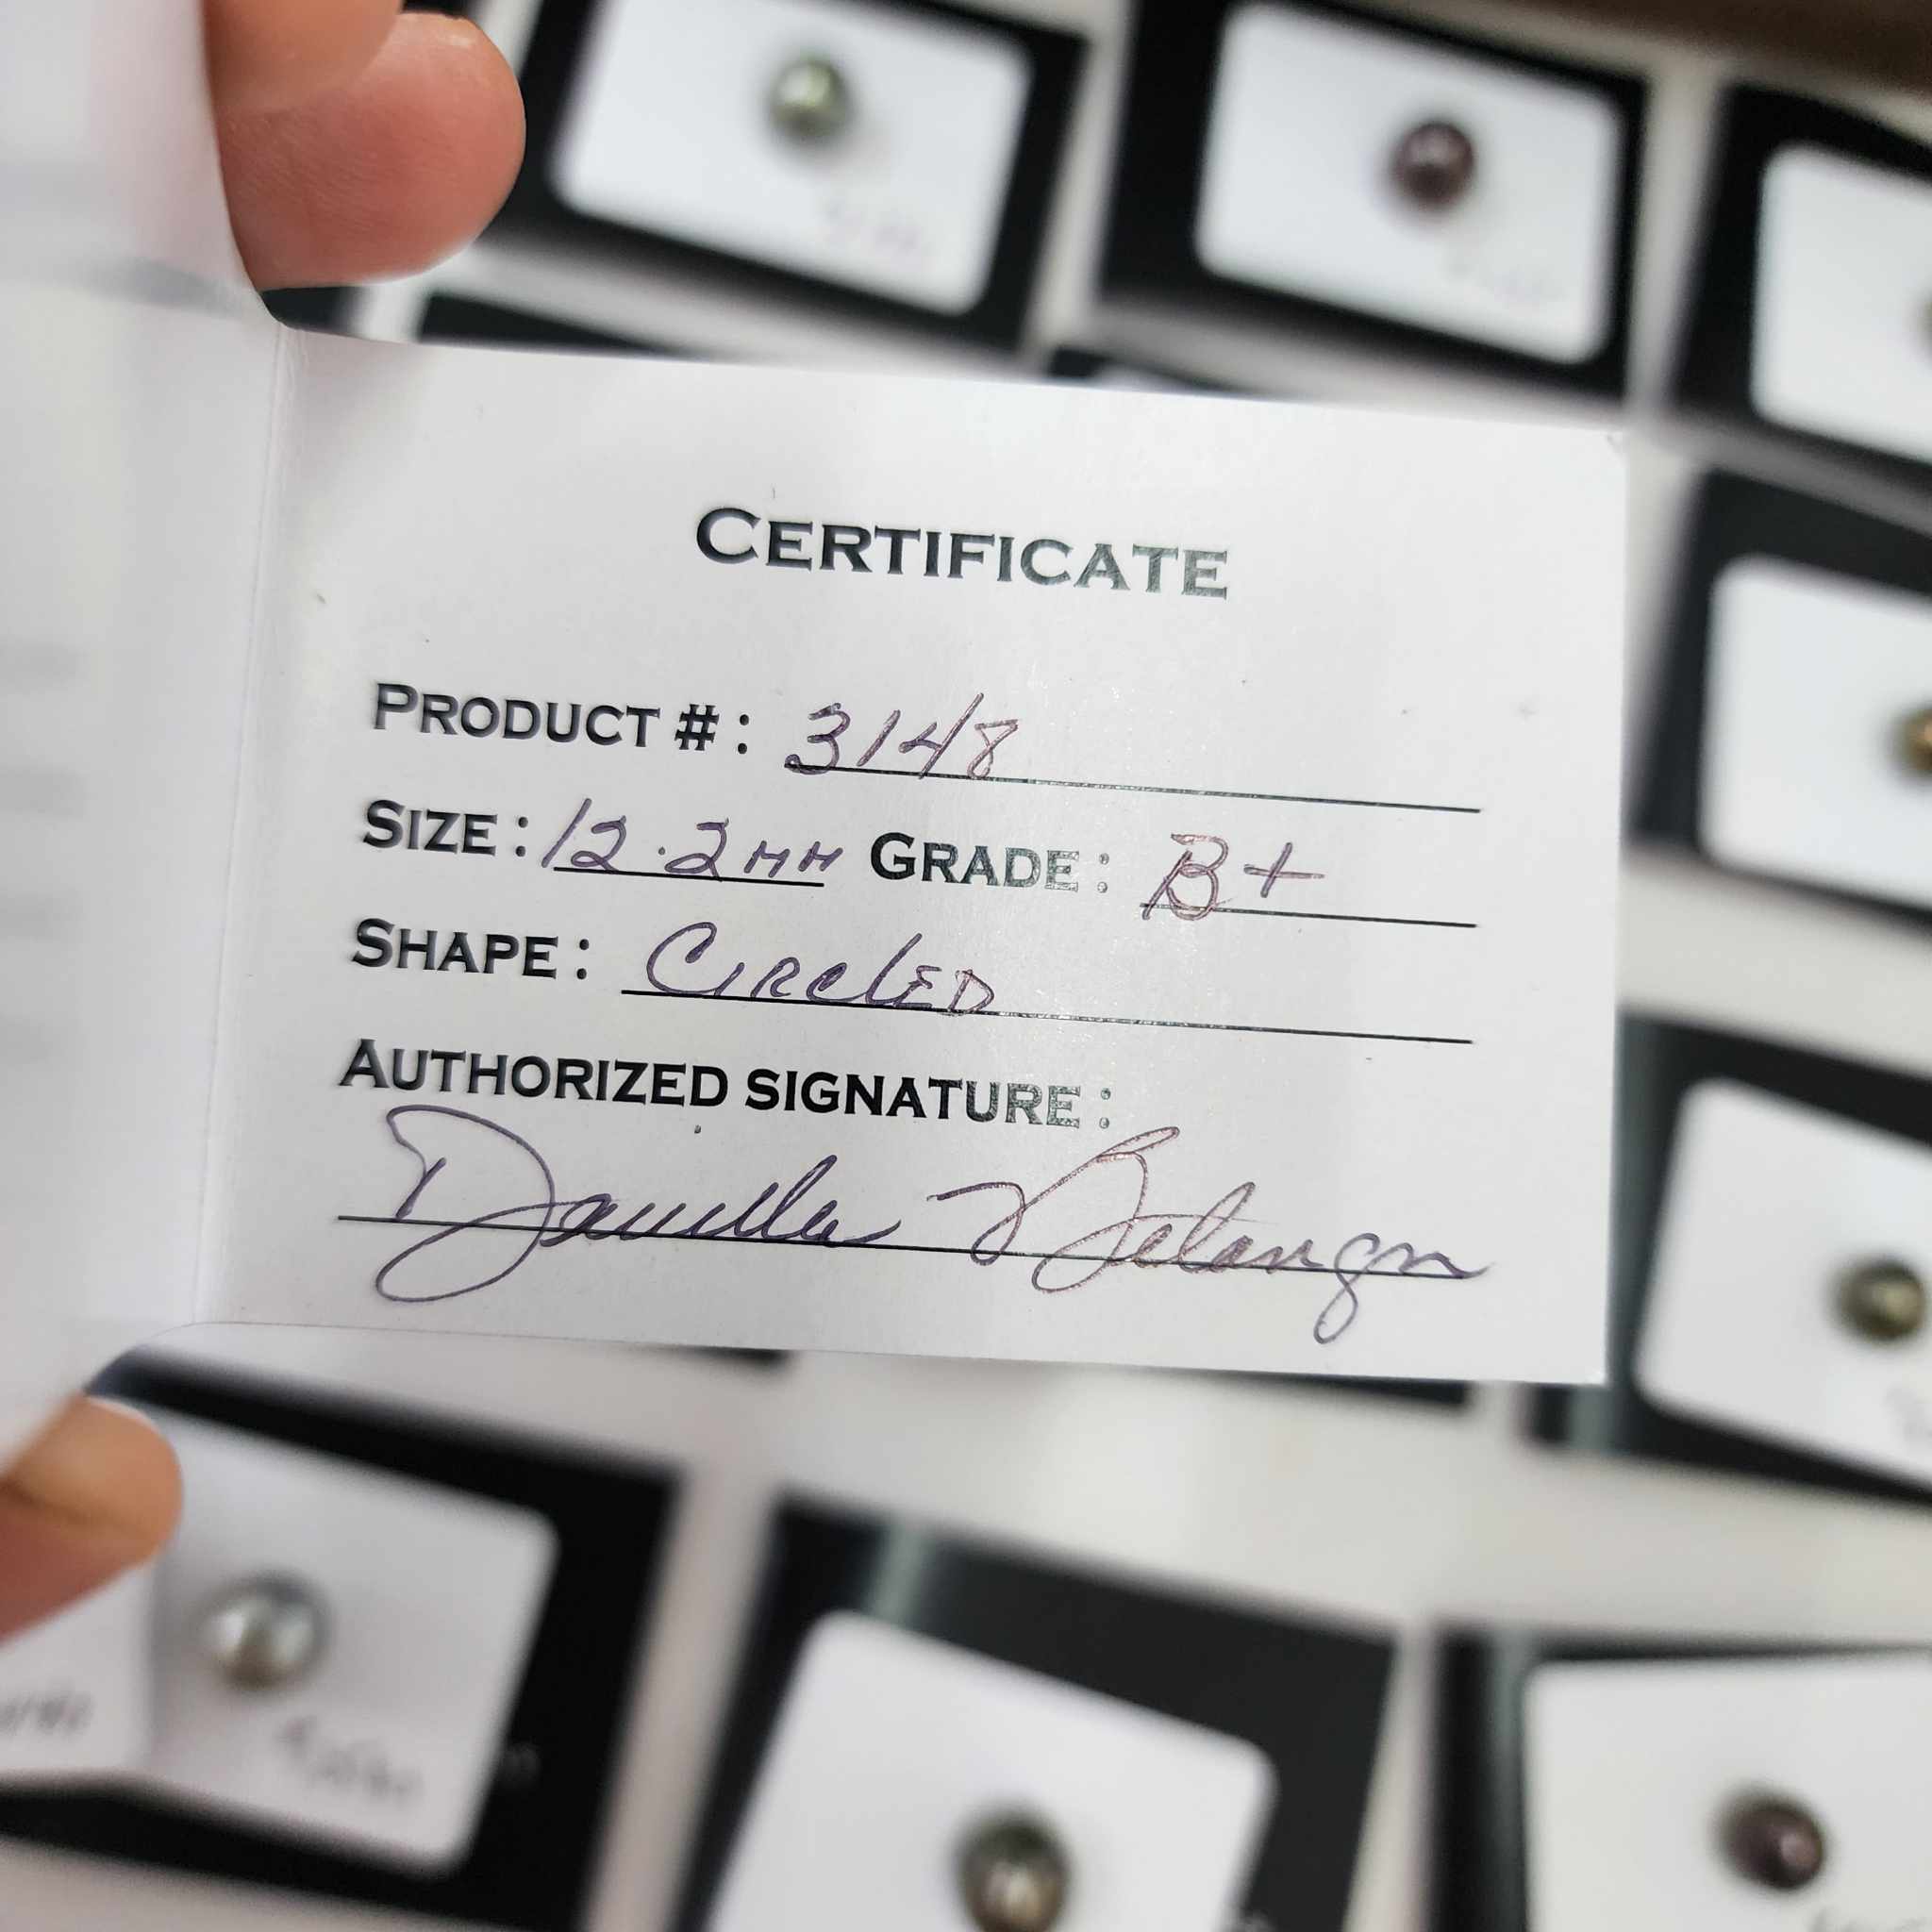 CERTIFICATE
PRODUCT #: 3148
SIZE: 12.2mm GRADE: B+
SHAPE: CIRCLED
AUTHORIZED SIGNATURE: